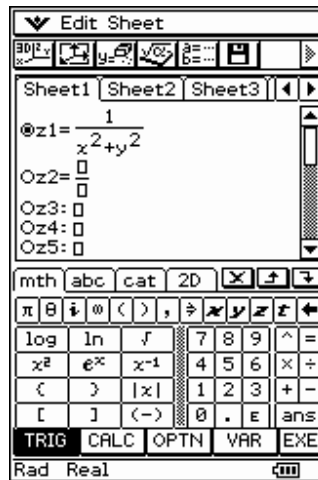 Edit Sheet
Sheet1 Sheet2 Sheet3
z1=1/(x²+y²)
z2=▯/▯
z3:▯
z4:▯
z5:▯
mth abc cat 2D
π θ i ∞ ( ) , ⇒ x y z t ←
log ln √ 7 8 9 ^ =
x² eˣ x⁻¹ 4 5 6 × ÷
( ) |x| 1 2 3 + −
[ ] (−) 0 . E ans
TRIG CALC OPTN VAR EXE
Rad Real